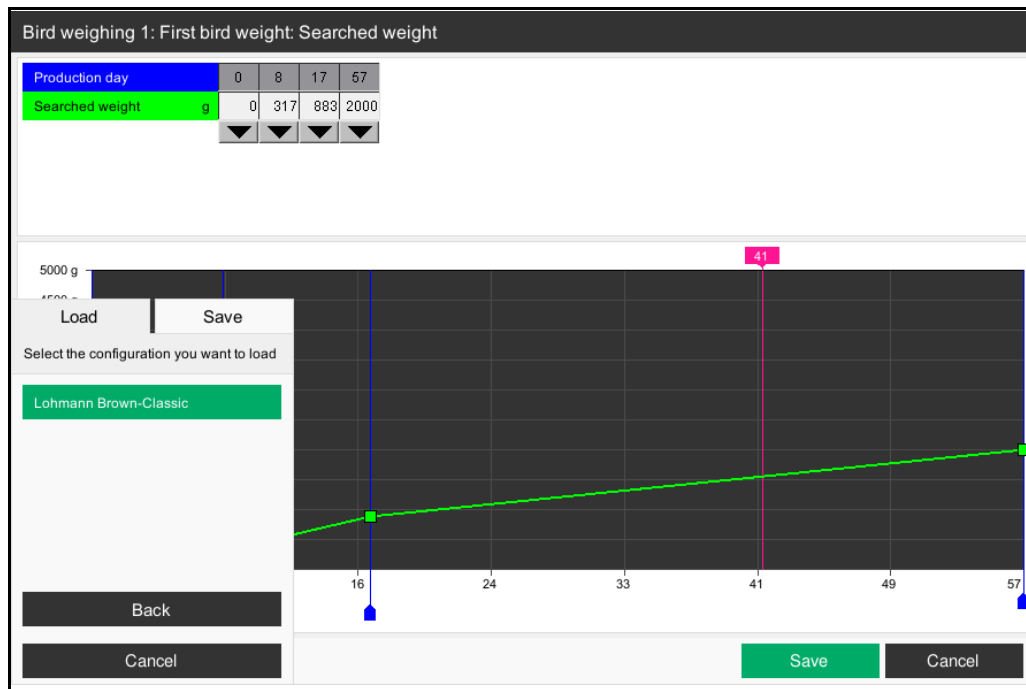 Bird weighing 1: First bird weight: Searched weight
Production day 0 8 17 57
Searched weight g 0 317 883 2000
41
5000 g
Load Save
Select the configuration you want to load
Lohmann Brown-Classic
16 24 33 41 49 57
Back
Cancel
Save Cancel